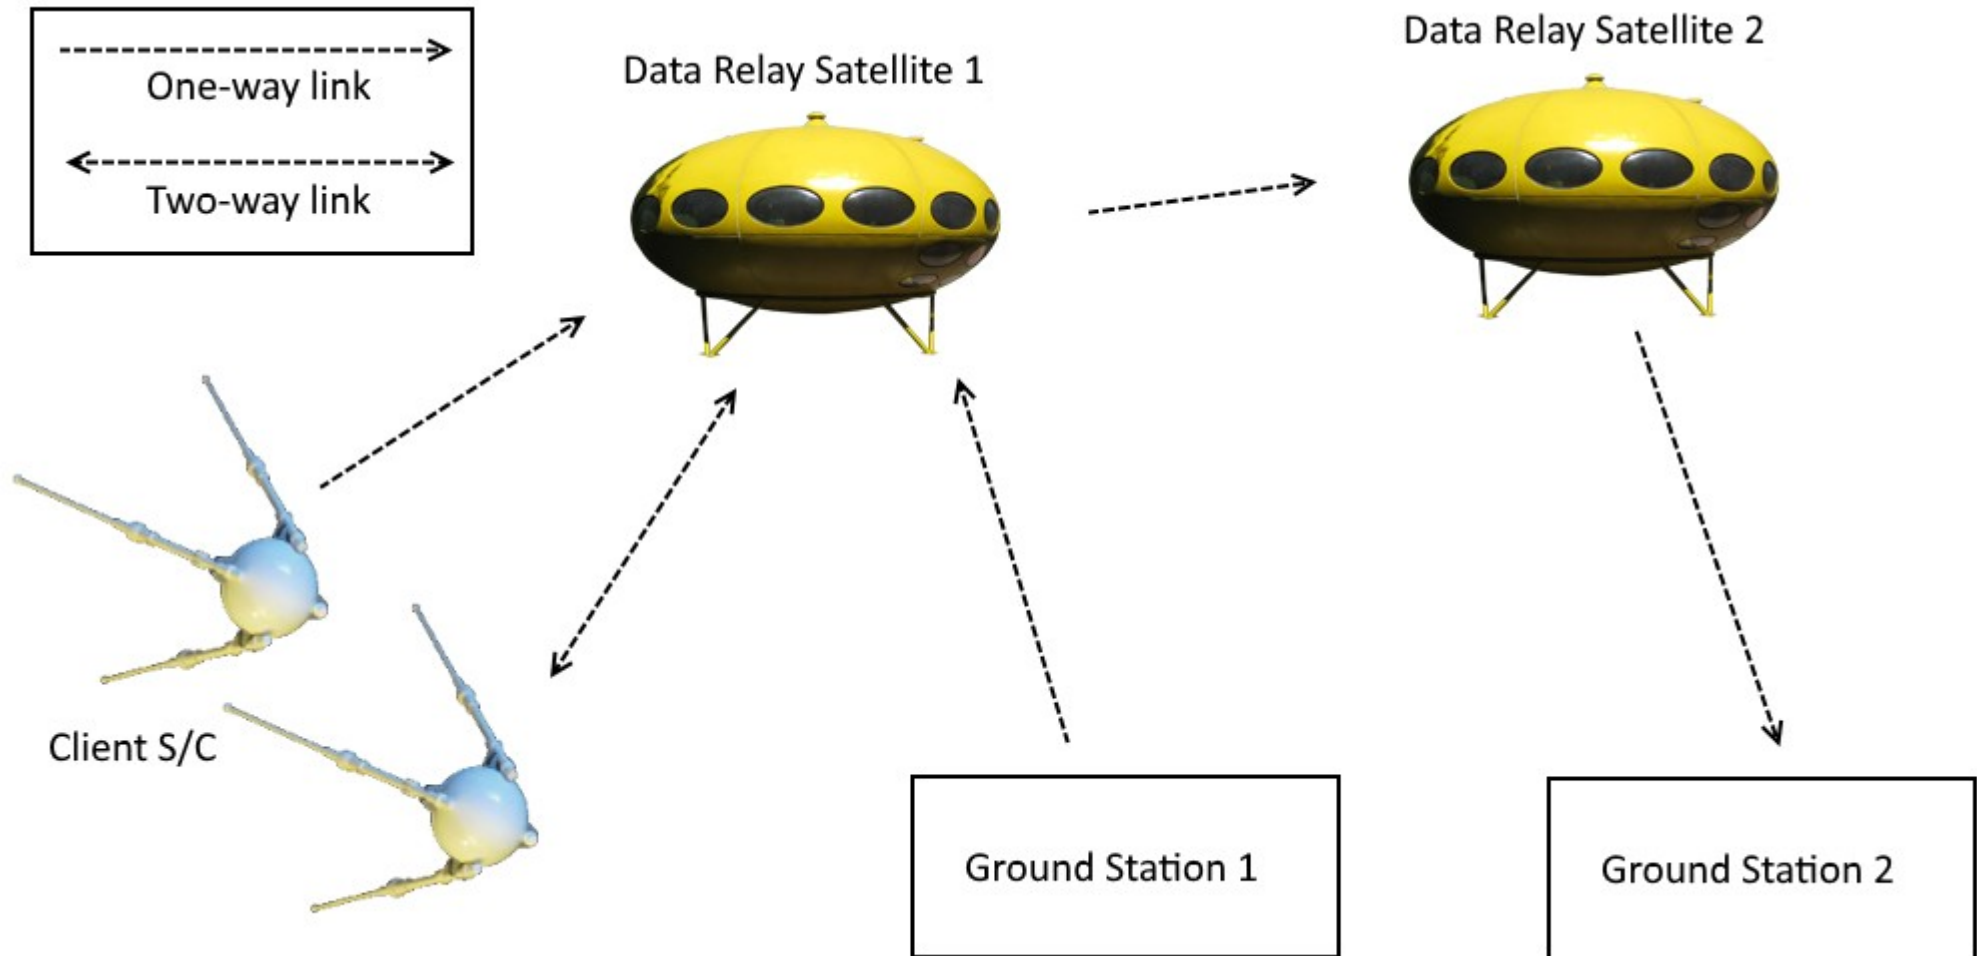 One-way link
Two-way link
Data Relay Satellite 1
Data Relay Satellite 2
Client S/C
Ground Station 1
Ground Station 2